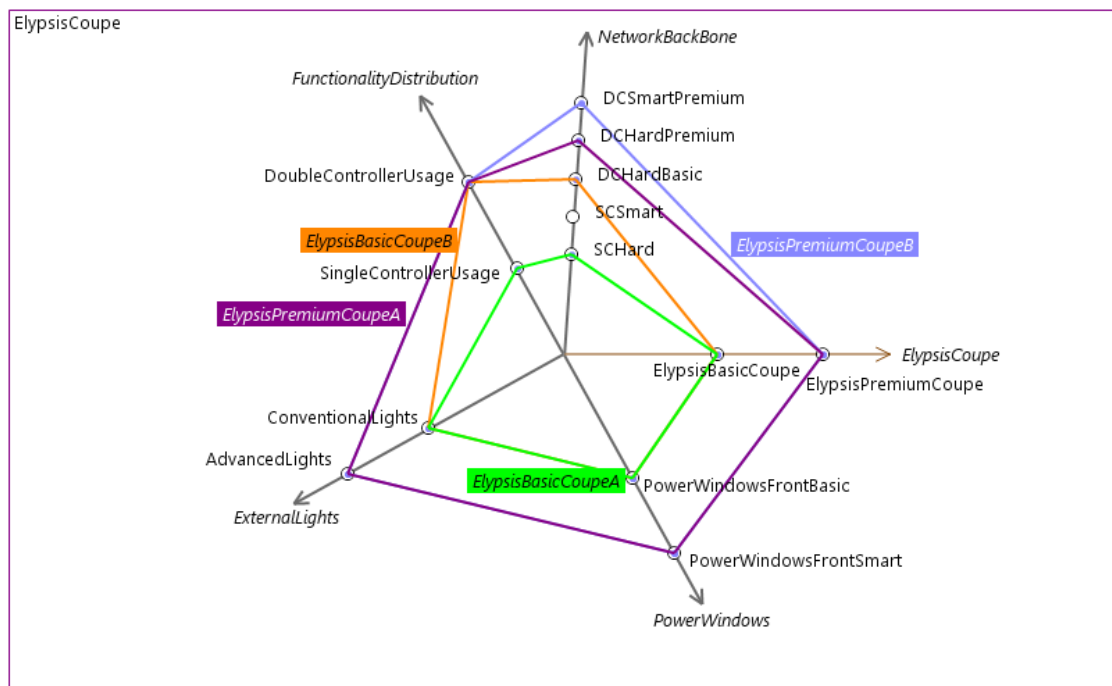 ElypsisCoupe
NetworkBackBone
FunctionalityDistribution
DCSmartPremium
DCHardPremium
DoubleControllerUsage
DCHardBasic
SCSmart
ElypsisBasicCoupeB
ElypsisPremiumCoupeB
SCHard
SingleControllerUsage
ElypsisPremiumCoupeA
ElypsisCoupe
ElypsisBasicCoupe
ElypsisPremiumCoupe
ConventionalLights
AdvancedLights
ElypsisBasicCoupeA
PowerWindowsFrontBasic
ExternalLights
PowerWindowsFrontSmart
PowerWindows